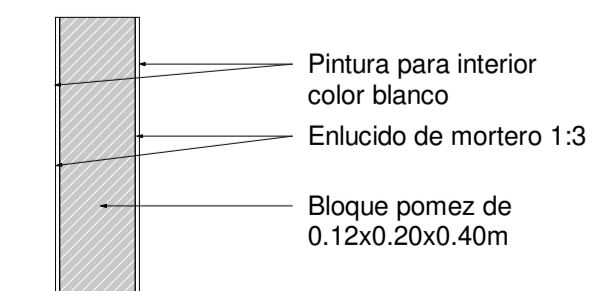 Pintura para interior
color blanco
Enlucido de mortero 1:3
Bloque pomez de
0.12x0.20x0.40m